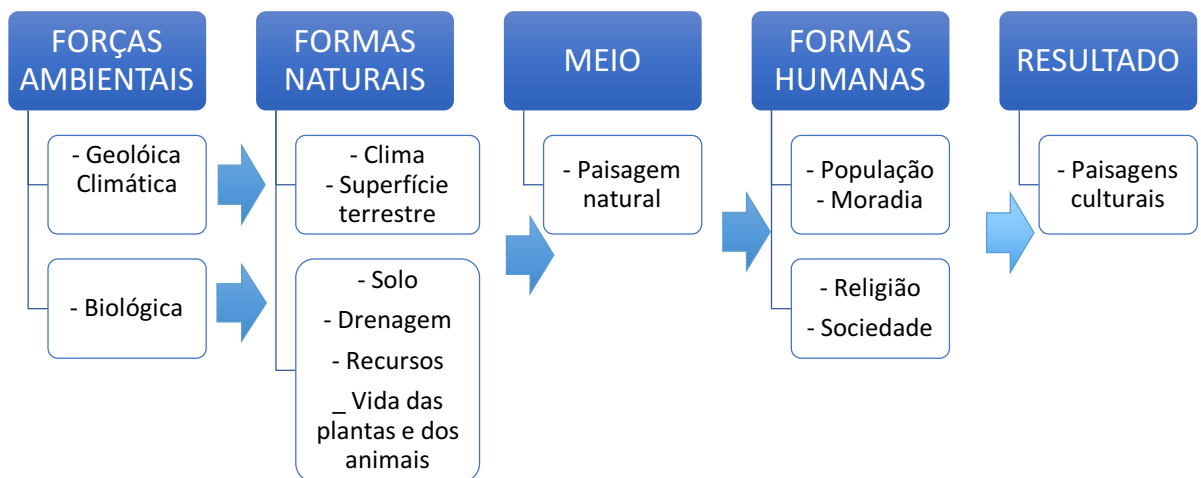 FORÇAS
AMBIENTAIS
- Geolóica
Climática
- Biológica
FORMAS
NATURAIS
- Clima
- Superfície
terrestre
- Solo
- Drenagem
- Recursos
_ Vida das
plantas e dos
animais
MEIO
- Paisagem
natural
FORMAS
HUMANAS
- População
- Moradia
- Religião
- Sociedade
RESULTADO
- Paisagens
culturais